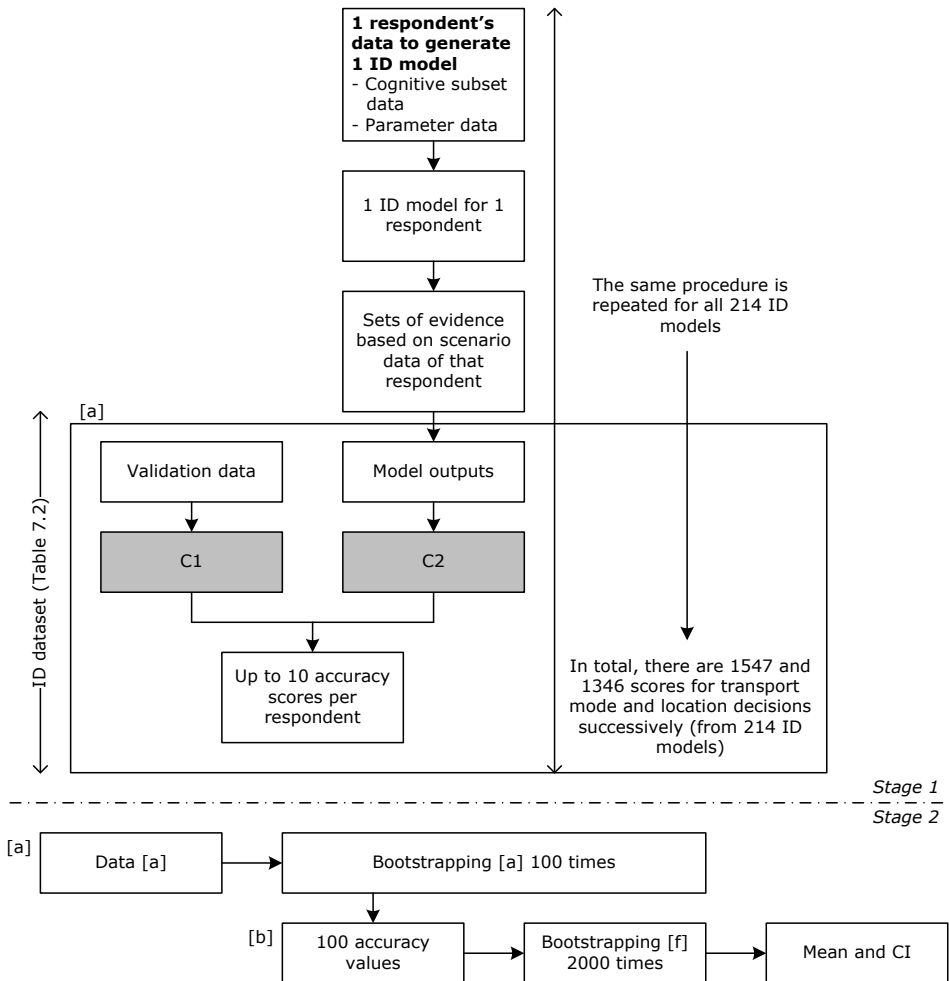 1 respondent's
data to generate
1 ID model
- Cognitive subset
data
- Parameter data
1 ID model for 1
respondent
Sets of evidence
based on scenario
data of that
respondent
The same procedure is
repeated for all 214 ID
models
[a]
ID dataset (Table 7.2)
Validation data
Model outputs
C1
C2
Up to 10 accuracy
scores per
respondent
In total, there are 1547 and
1346 scores for transport
mode and location decisions
successively (from 214 ID
models)
Stage 1
Stage 2
[a]
Data [a]
Bootstrapping [a] 100 times
[b]
100 accuracy
values
Bootstrapping [f]
2000 times
Mean and CI